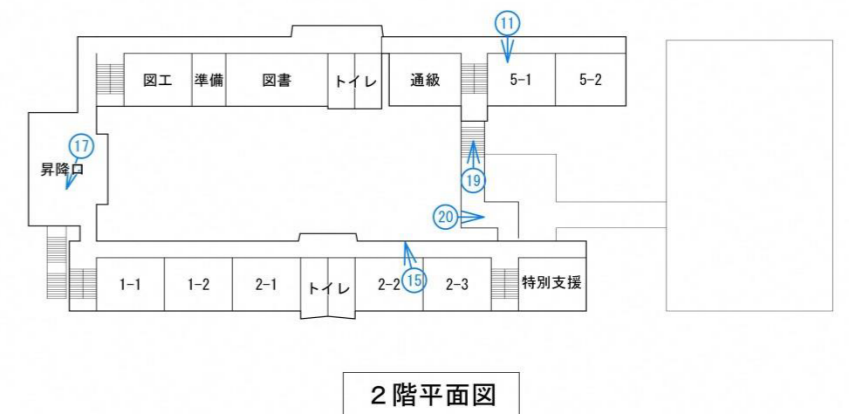 ⑪
図工 準備 図書 トイレ 通級 5-1 5-2
⑰
昇降口
⑲
⑳
1-1 1-2 2-1 トイレ 2-2 ⑮ 2-3 特別支援
2階平面図